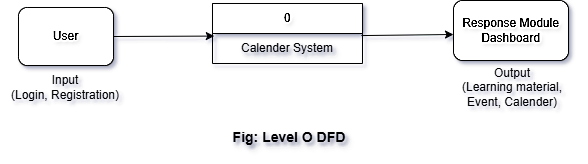 User
Input
(Login, Registration)
0
Calender System
Response Module
Dashboard
Output
(Learning material,
Event, Calender)
Fig: Level O DFD